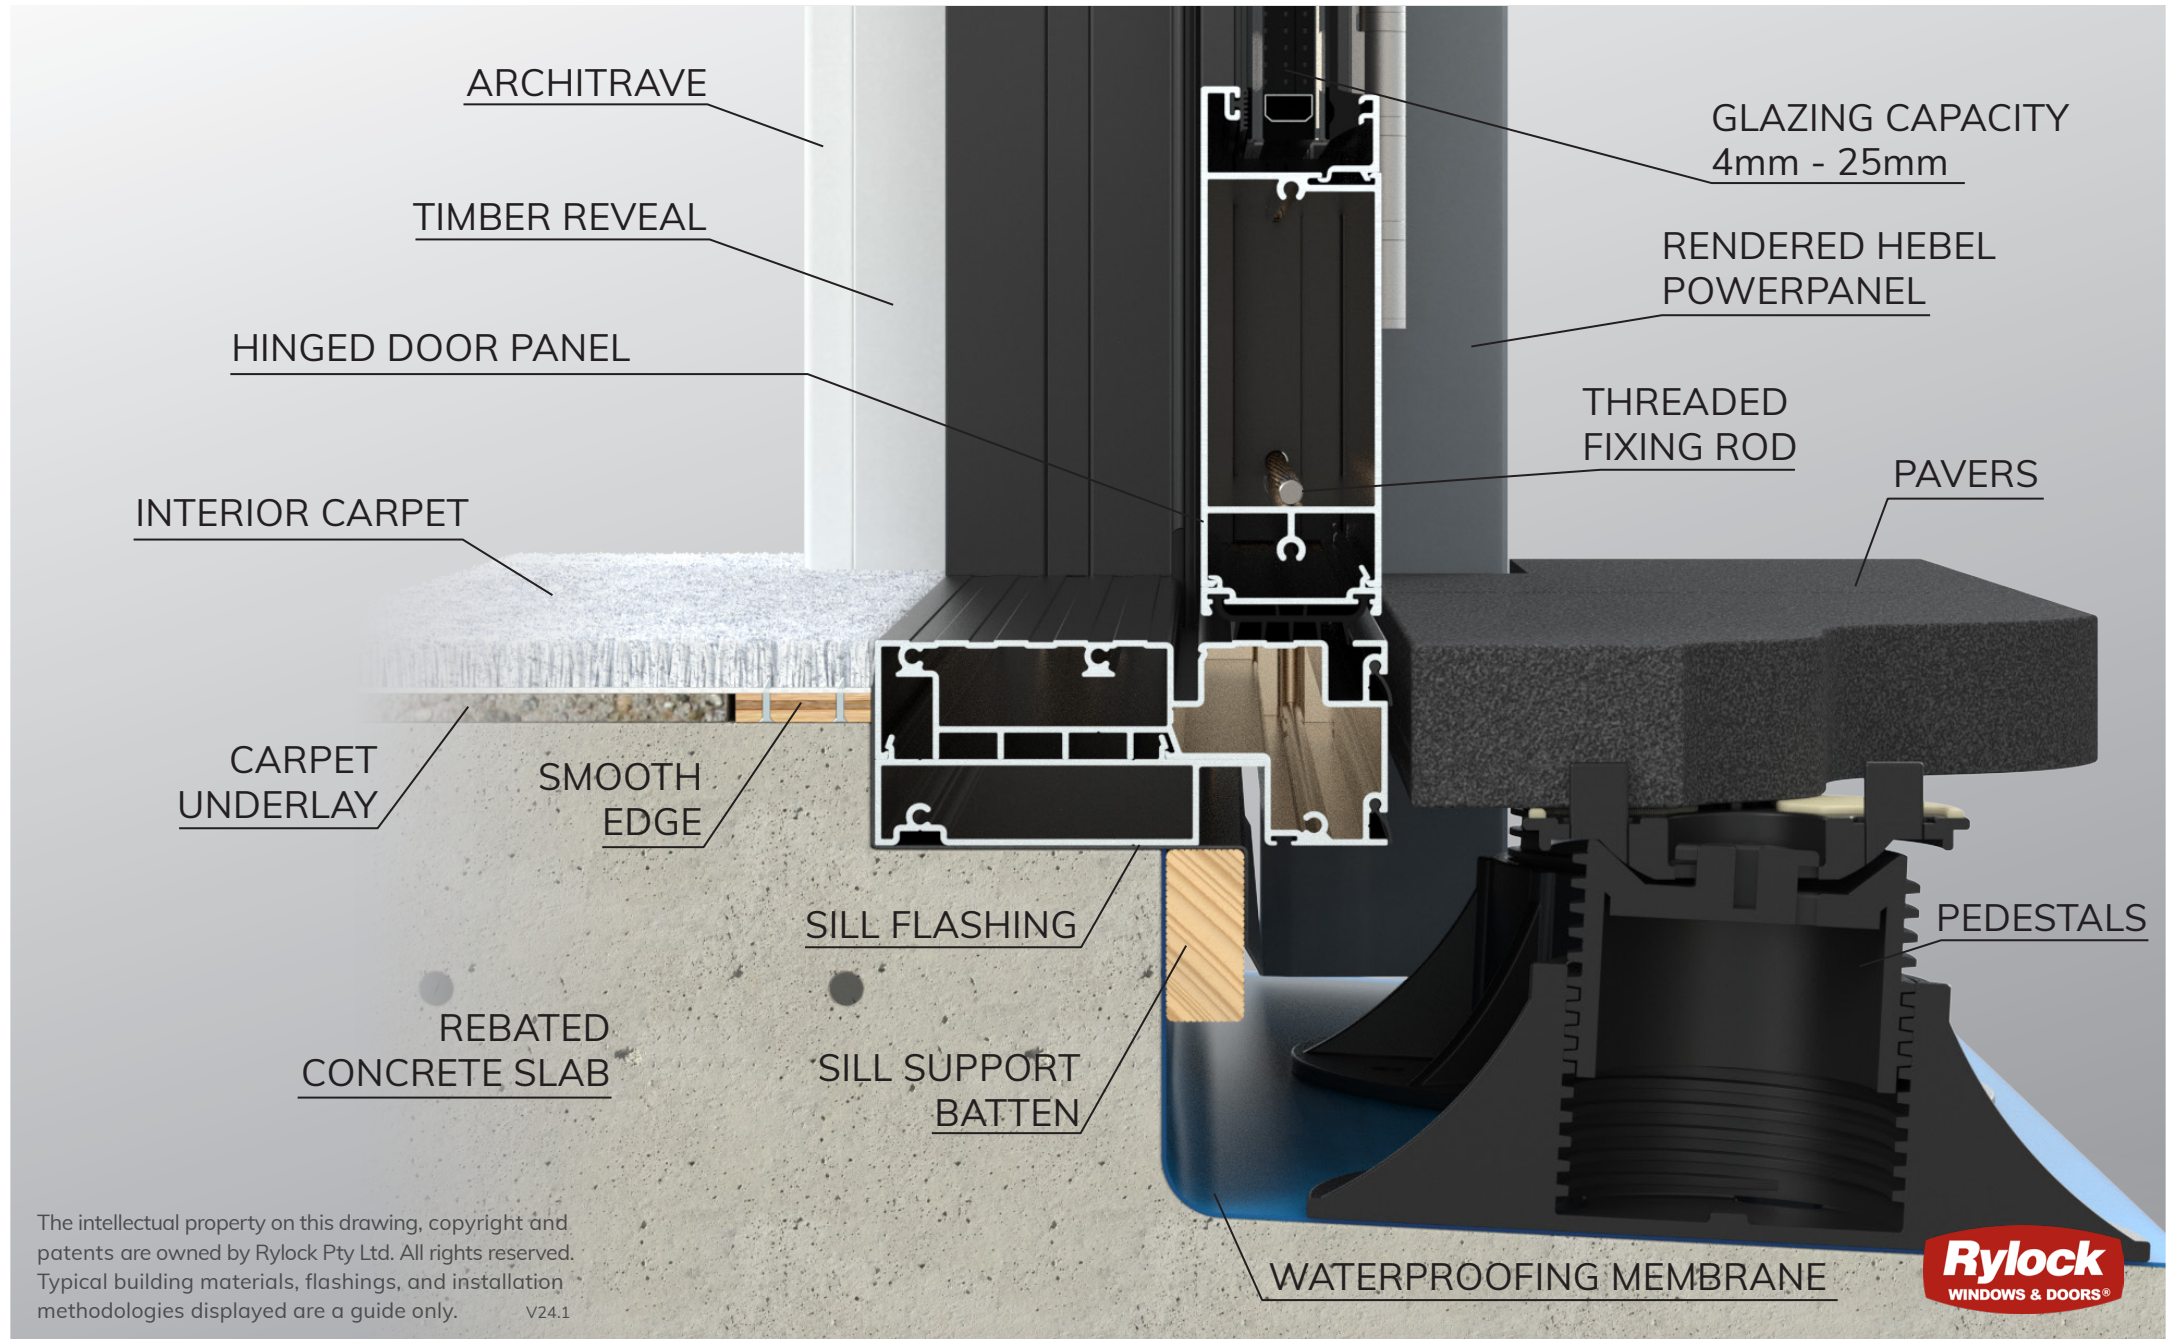 ARCHITRAVE
TIMBER REVEAL
HINGED DOOR PANEL
INTERIOR CARPET
CARPET
UNDERLAY
SMOOTH
EDGE
SILL FLASHING
REBATED
CONCRETE SLAB
SILL SUPPORT
BATTEN
GLAZING CAPACITY
4mm - 25mm
RENDERED HEBEL
POWERPANEL
THREADED
FIXING ROD
PAVERS
PEDESTALS
WATERPROOFING MEMBRANE
The intellectual property on this drawing, copyright and
patents are owned by Rylock Pty Ltd. All rights reserved.
Typical building materials, flashings, and installation
methodologies displayed are a guide only. V24.1
Rylock
WINDOWS & DOORS®